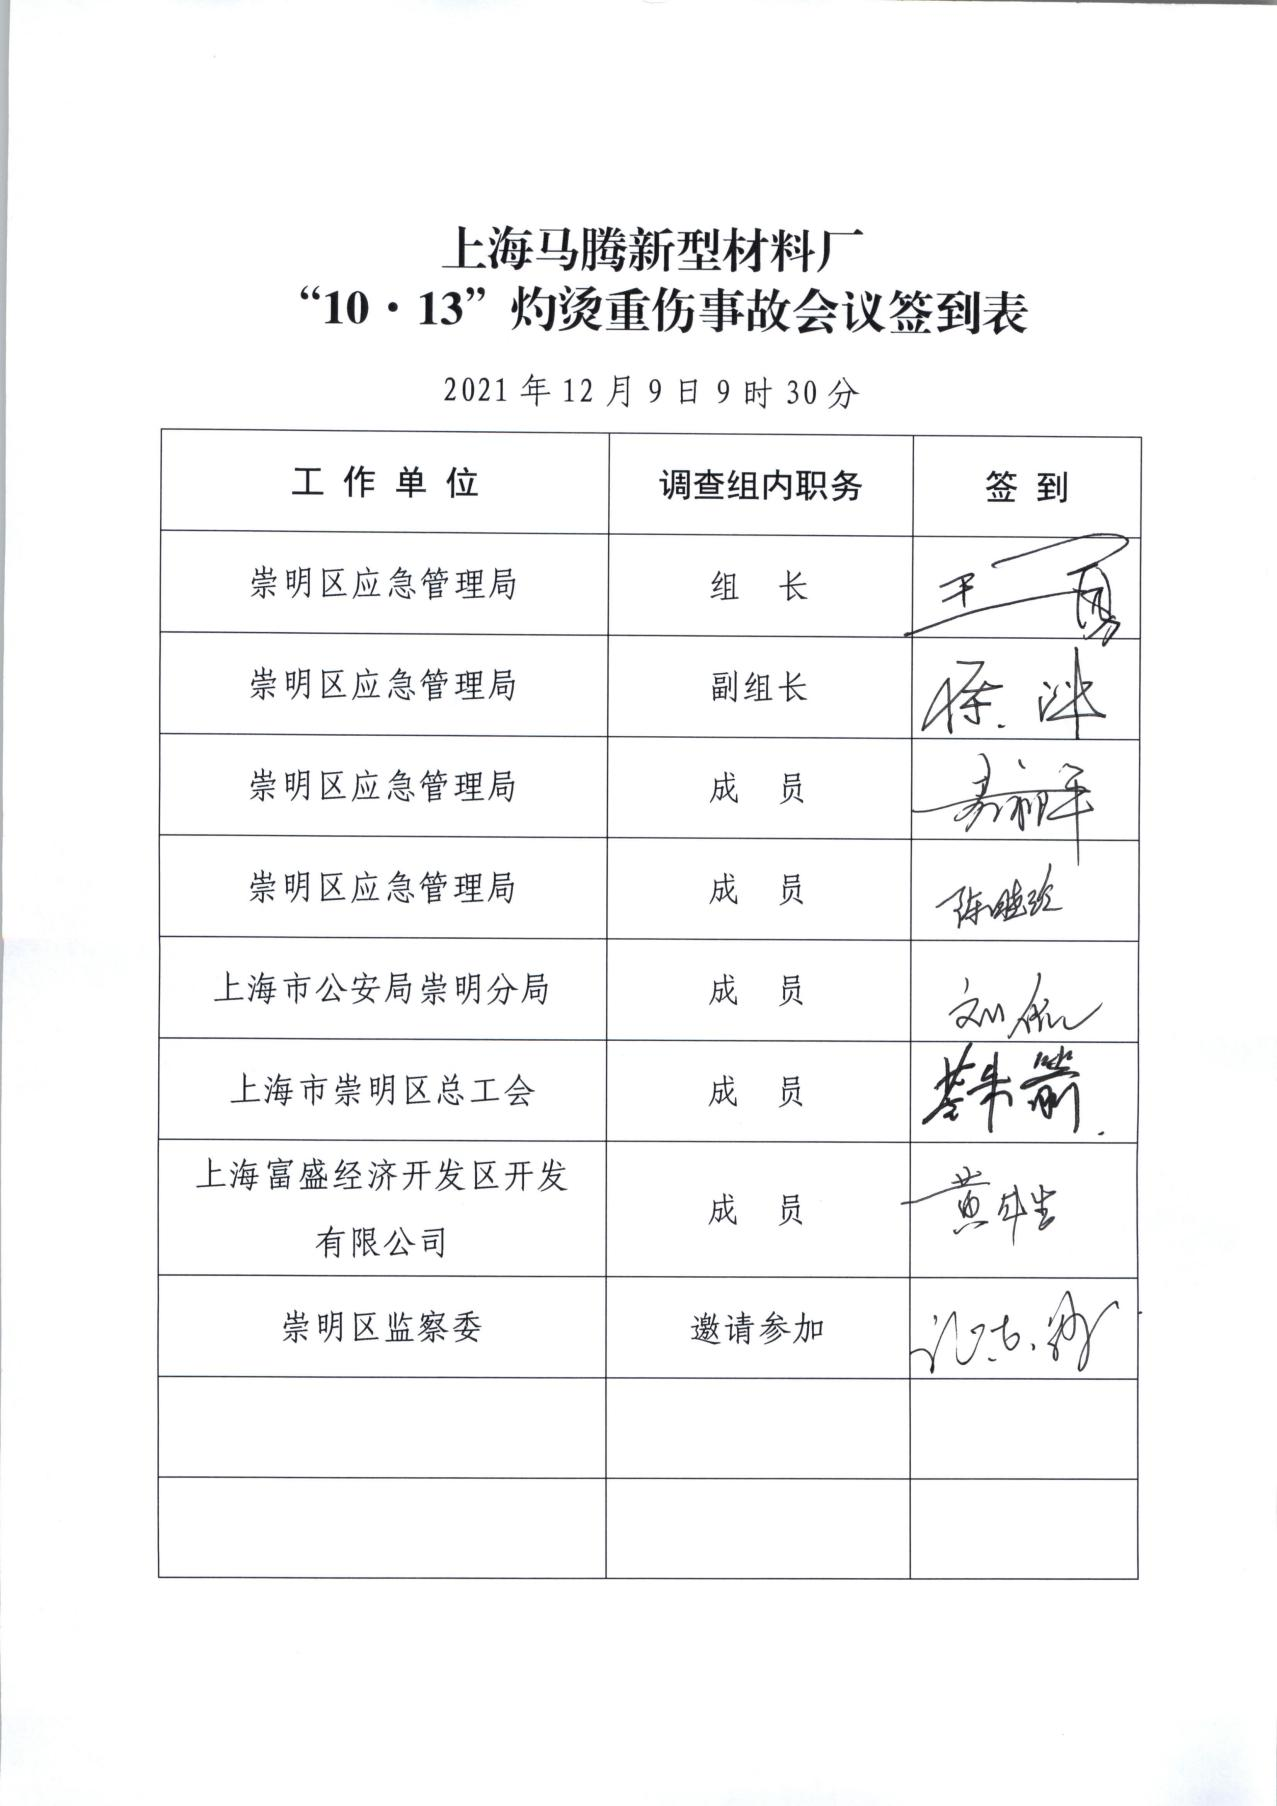 上海马腾新型材料厂
“10·13”灼烫重伤事故会议签到表
2021年12月9日9时30分
工作单位 调查组内职务 签到
崇明区应急管理局 组长 王勇
崇明区应急管理局 副组长
崇明区应急管理局 成员
崇明区应急管理局 成员
上海市公安局崇明分局 成员
上海市崇明区总工会 成员
上海富盛经济开发区开发
有限公司 成员
崇明区监察委 邀请参加